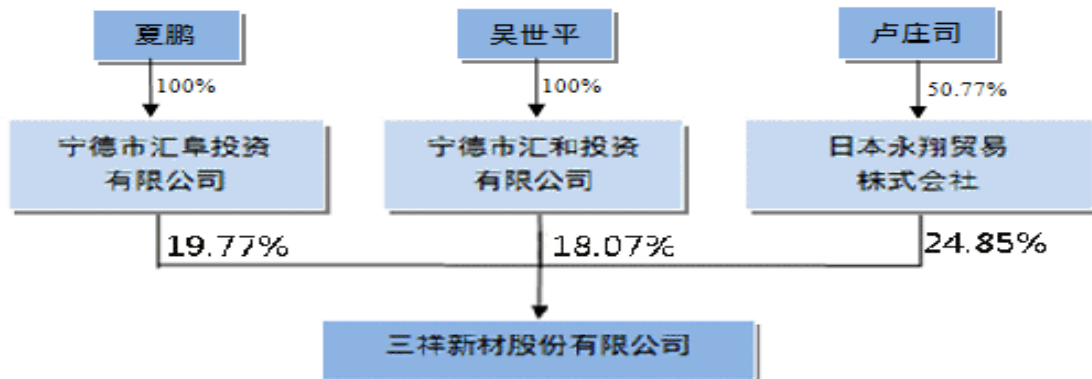 夏鹏
吴世平
卢庄司
100%
100%
50.77%
宁德市汇阜投资
有限公司
宁德市汇和投资
有限公司
日本永翔贸易
株式会社
19.77%
18.07%
24.85%
三祥新材股份有限公司